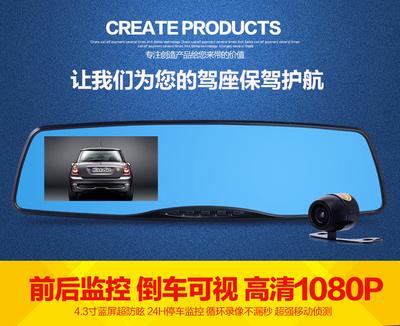 CREATE PRODUCTS
专注创造产品给您来带的价值
让我们为您的驾座保驾护航
前后监控 倒车可视 高清1080P
4.3寸蓝屏超防眩 24H停车监控 循环录像不漏秒 超强移动侦测